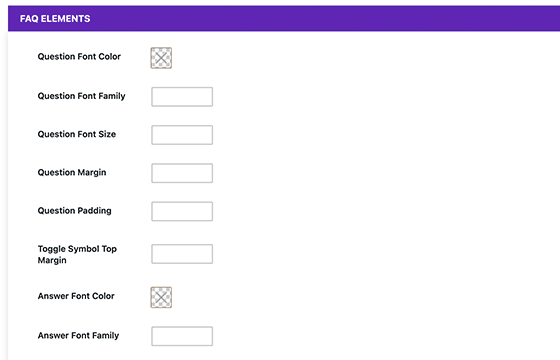 FAQ ELEMENTS
Question Font Color
Question Font Family
Question Font Size
Question Margin
Question Padding
Toggle Symbol Top
Margin
Answer Font Color
Answer Font Family